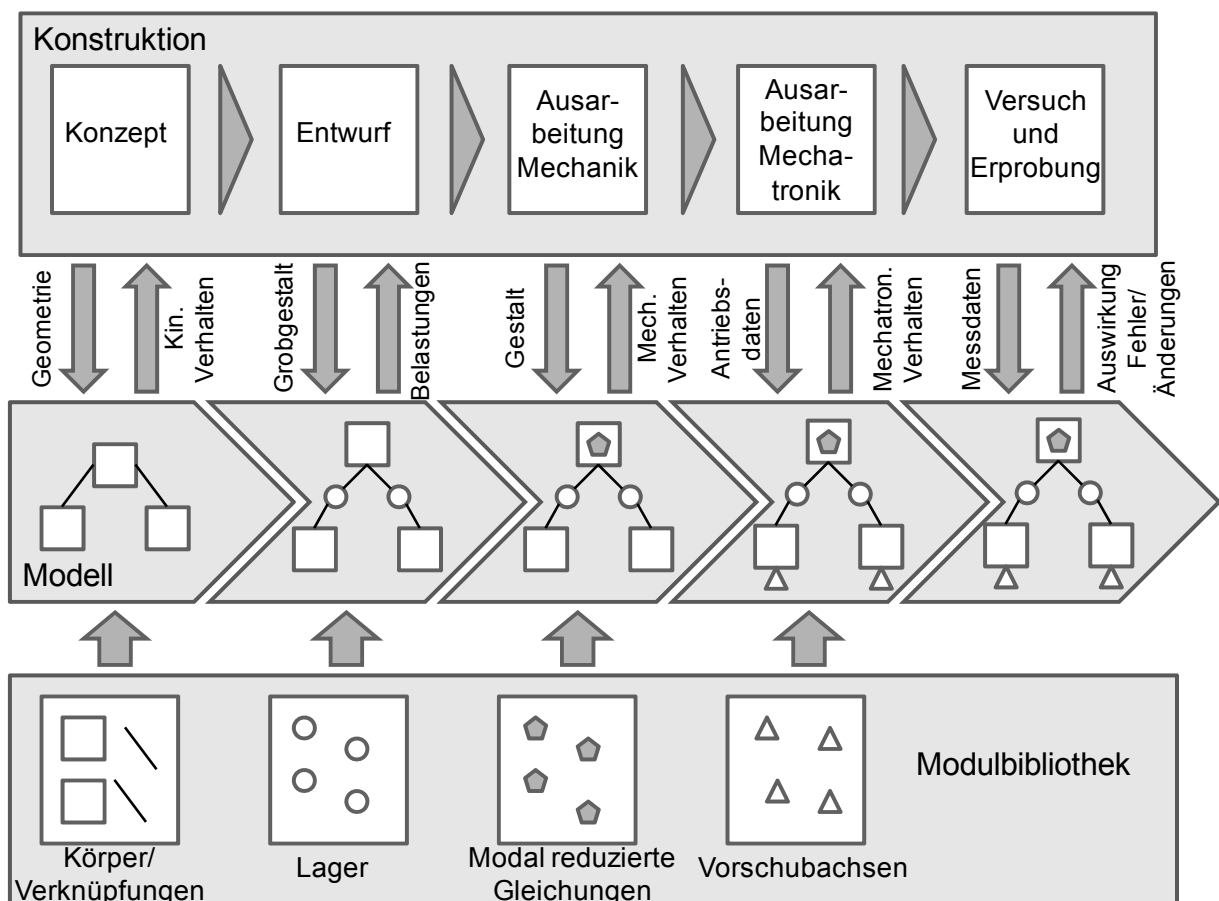 Konstruktion
Konzept
Entwurf
Ausar-
beitung
Mechanik
Ausar-
beitung
Mecha-
tronik
Versuch
und
Erprobung
Geometrie
Kin.
Verhalten
Grobgestalt
Belastungen
Gestalt
Mech.
Verhalten
Antriebs-
daten
Mechatron.
Verhalten
Messdaten
Auswirkung
Fehler/
Änderungen
Modell
Modulbibliothek
Körper/
Verknüpfungen
Lager
Modal reduzierte
Gleichungen
Vorschubachsen